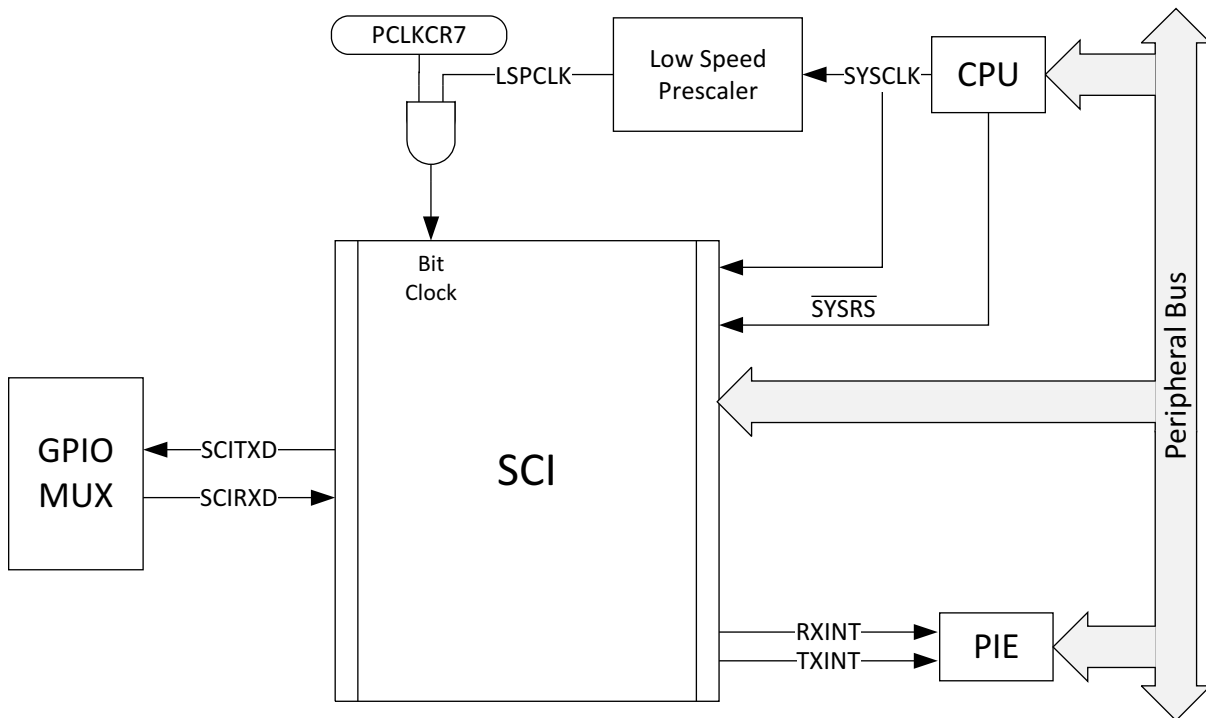 PCLKCR7
LSPCLK
Low Speed
Prescaler
SYSCLK
CPU
Bit
Clock
SYSRS
Peripheral Bus
GPIO
MUX
SCITXD
SCIRXD
SCI
RXINT
TXINT
PIE